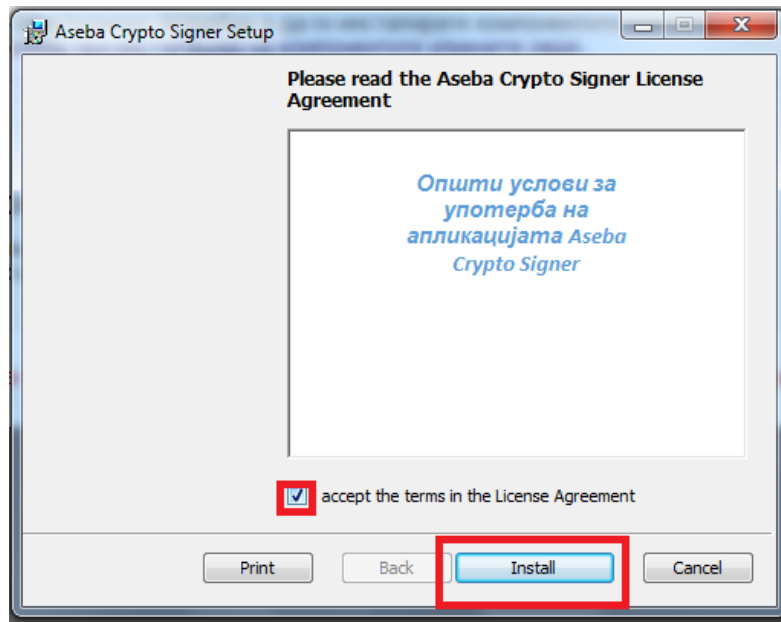 Aseba Crypto Signer Setup
Please read the Aseba Crypto Signer License
Agreement
Општи услови за
употерба на
апликацијата Aseba
Crypto Signer
accept the terms in the License Agreement
Print
Back
Install
Cancel